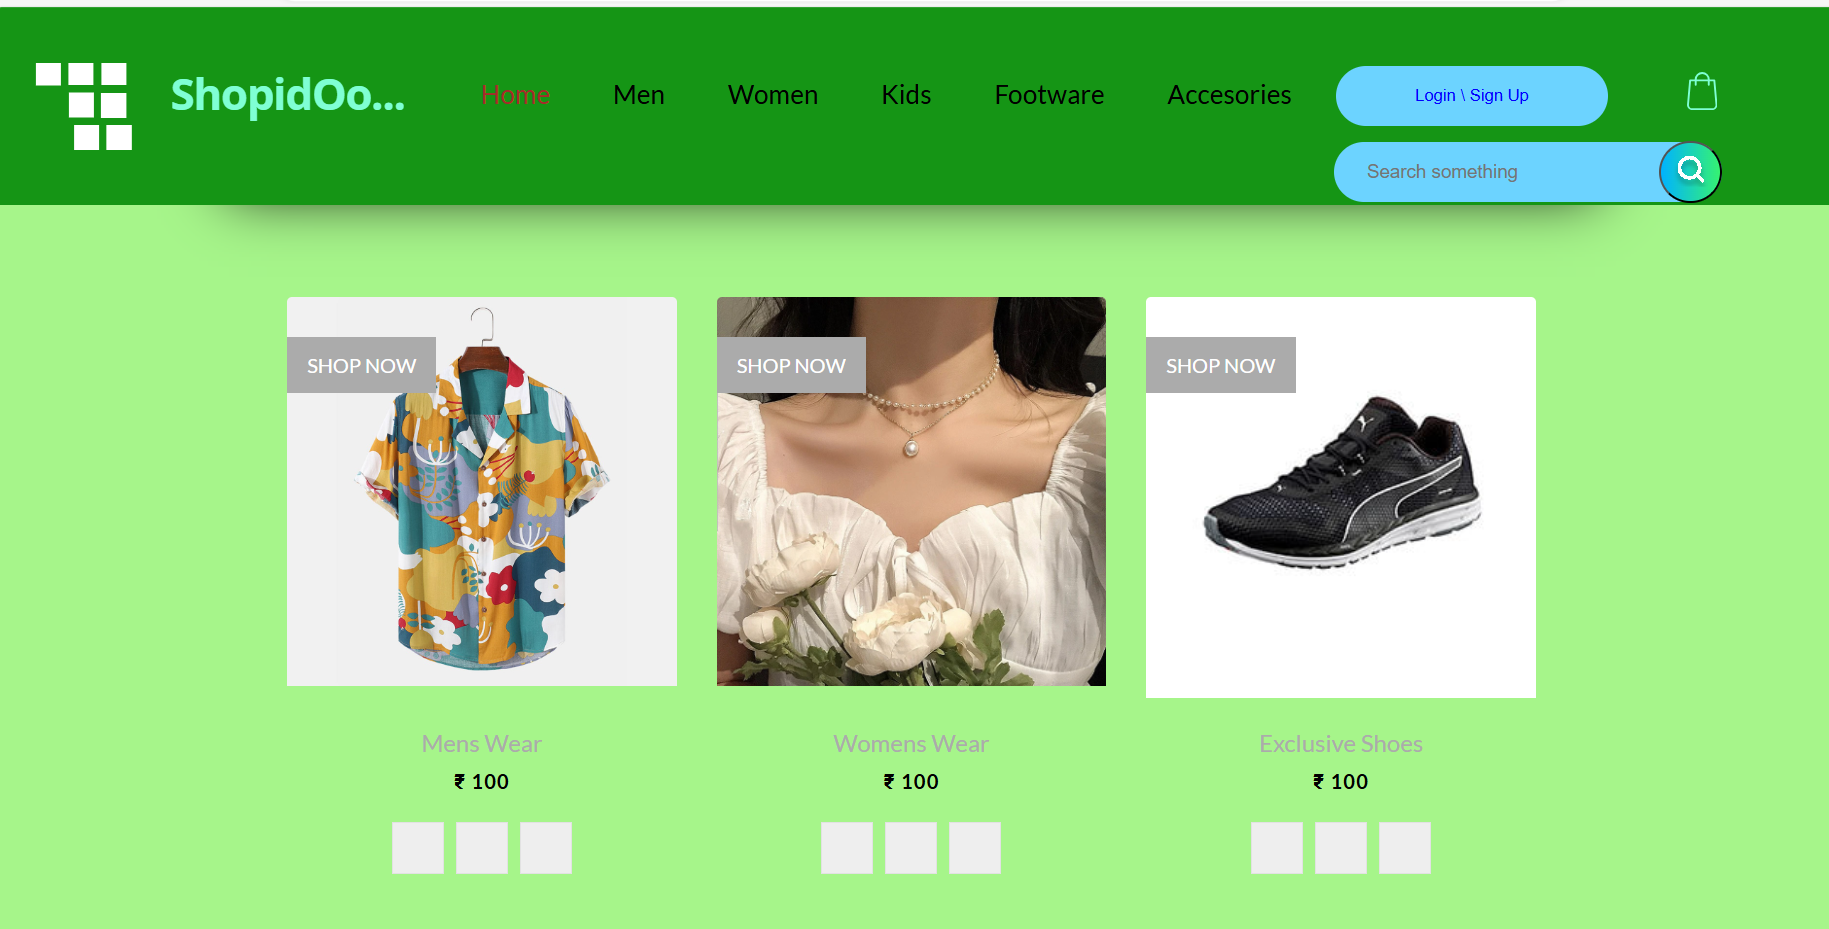 ShopidOo...
Home Men Women Kids Footware Accesories
Login \ Sign Up
Search something
SHOP NOW
SHOP NOW
SHOP NOW
Mens Wear
₹ 100
Womens Wear
₹ 100
Exclusive Shoes
₹ 100